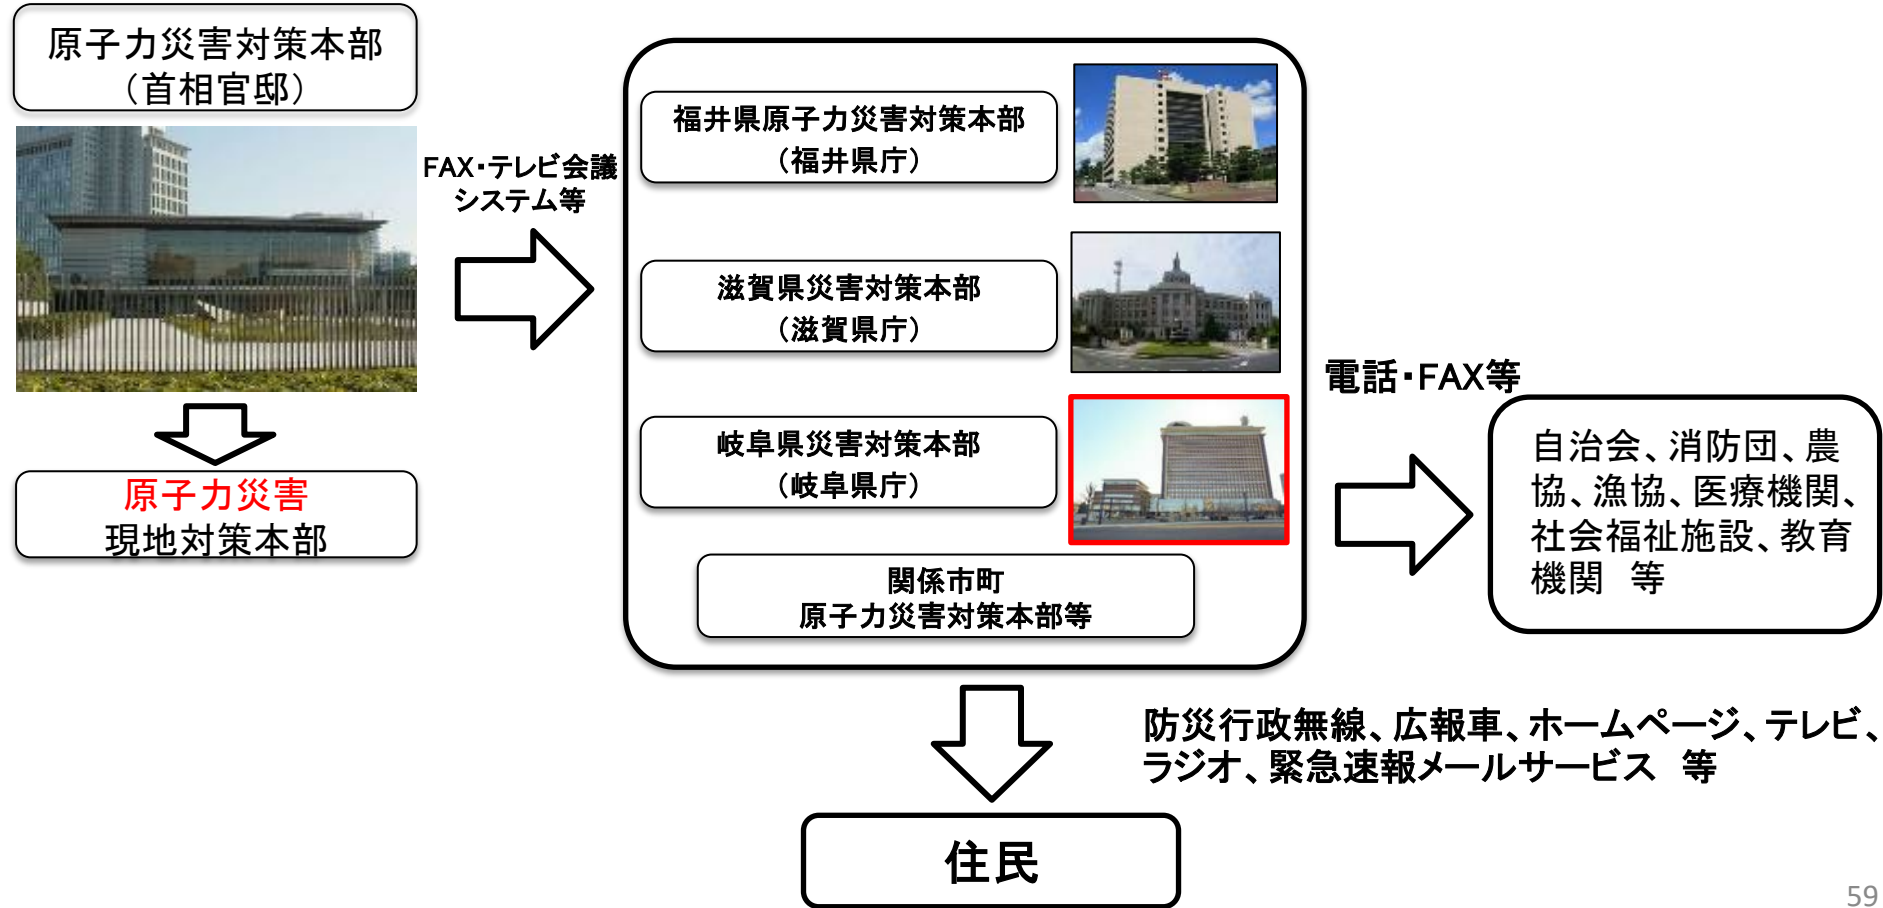 原子力災害対策本部
（首相官邸）
FAX・テレビ会議
システム等
原子力災害
現地対策本部
福井県原子力災害対策本部
（福井県庁）
滋賀県災害対策本部
（滋賀県庁）
岐阜県災害対策本部
（岐阜県庁）
関係市町
原子力災害対策本部等
電話・FAX等
自治会、消防団、農
協、漁協、医療機関、
社会福祉施設、教育
機関　等
防災行政無線、広報車、ホームページ、テレビ、
ラジオ、緊急速報メールサービス　等
住民
59